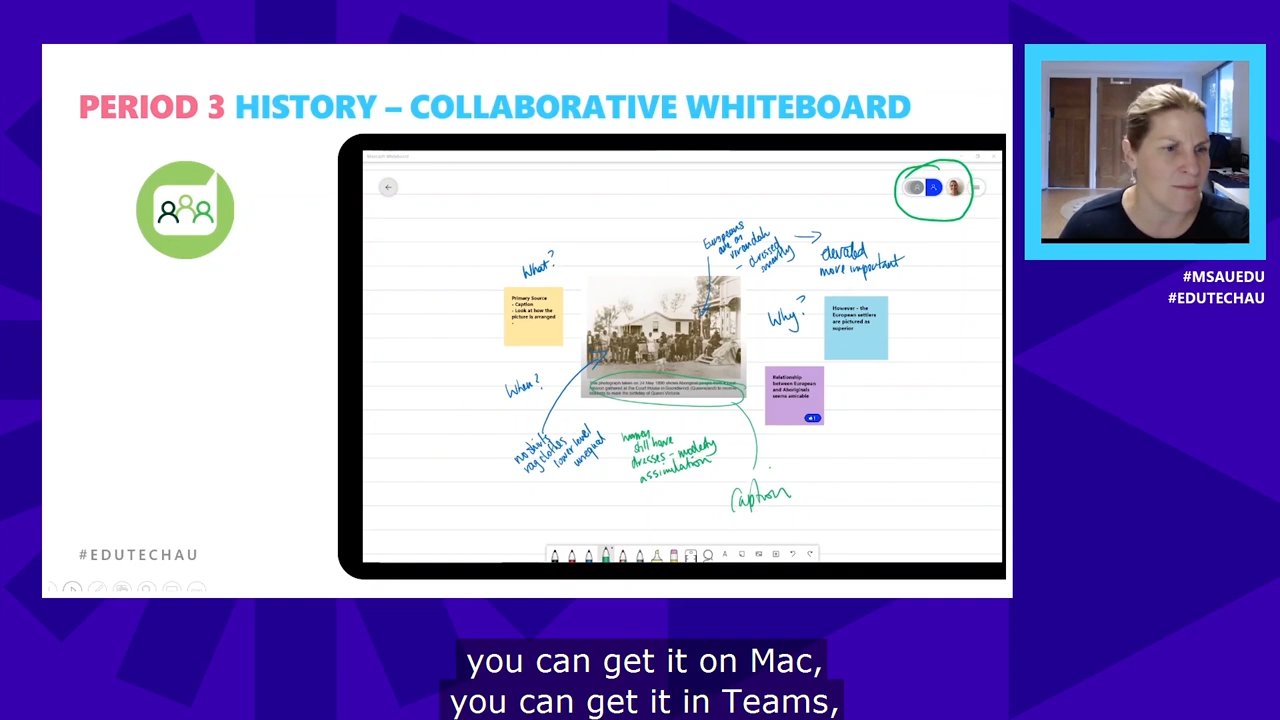 PERIOD 3 HISTORY – COLLABORATIVE WHITEBOARD
Microsoft Whiteboard
What?
Europeans
are on
verandah
- dressed
smartly
elevated
more important
Primary Source
- Caption
- Look at how the
picture is arranged
-
Why?
However - the
European settlers
are pictured as
superior
When?
Relationship
between European
and Aboriginals
seems amicable
1
no shirts
rag clothes
lower level
unequal
women
still have
dresses - modesty
assimilation
Caption
A
#EDUTECHAU
#MSAUEDU
#EDUTECHAU
you can get it on Mac,
you can get it in Teams,